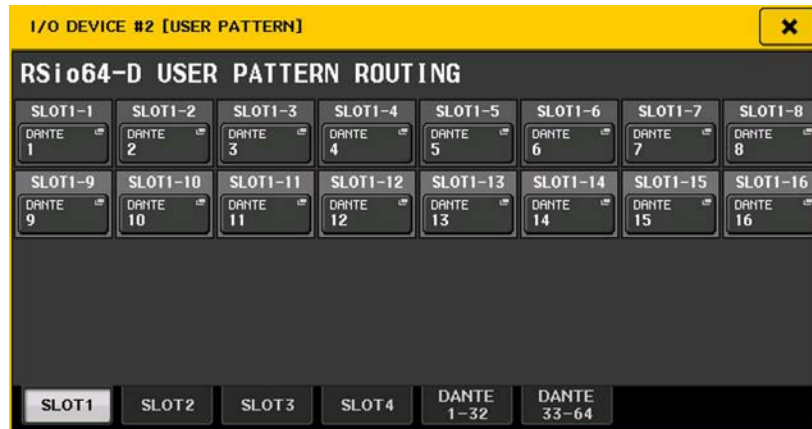 I/O DEVICE #2 [USER PATTERN]
RSio64-D USER PATTERN ROUTING
SLOT1-1 SLOT1-2 SLOT1-3 SLOT1-4 SLOT1-5 SLOT1-6 SLOT1-7 SLOT1-8
DANTE DANTE DANTE DANTE DANTE DANTE DANTE DANTE
1 2 3 4 5 6 7 8
SLOT1-9 SLOT1-10 SLOT1-11 SLOT1-12 SLOT1-13 SLOT1-14 SLOT1-15 SLOT1-16
DANTE DANTE DANTE DANTE DANTE DANTE DANTE DANTE
9 10 11 12 13 14 15 16
SLOT1 SLOT2 SLOT3 SLOT4 DANTE 1-32 DANTE 33-64